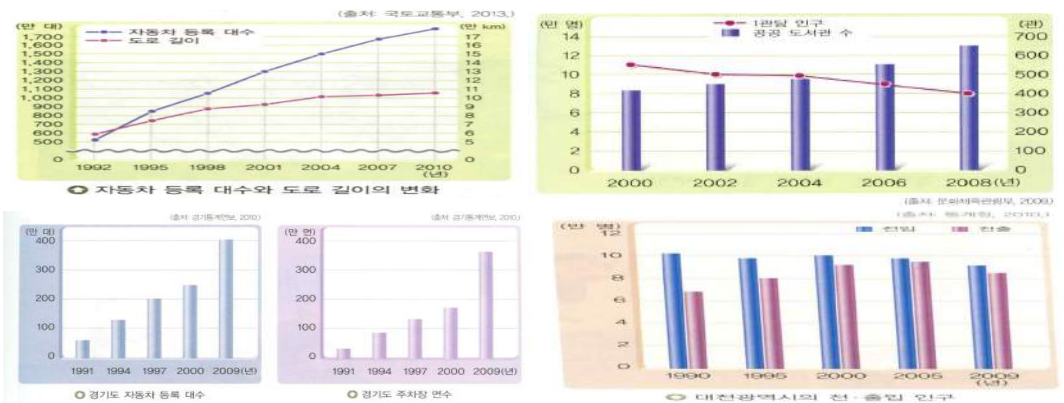 (출처: 국토교통부, 2013.)
(만 대)
(만 km)
자동차 등록 대수
도로 길이
1,700
1,600
1,500
1,400
1,300
1,200
1,100
1,000
900
800
700
600
500
0
17
16
15
14
13
12
11
10
9
8
7
6
5
0
1992 1995 1998 2001 2004 2007 2010
(년)
자동차 등록 대수와 도로 길이의 변화
(만 명)
(관)
1관당 인구
공공 도서관 수
14
12
10
8
6
4
2
0
700
600
500
400
300
200
100
0
2000 2002 2004 2006 2008(년)
(출처: 문화체육관광부, 2009.)
(출처: 경기통계연보, 2010.)
(만 대)
400
300
200
100
0
1991 1994 1997 2000 2009(년)
경기도 자동차 등록 대수
(출처: 경기통계연보, 2010.)
(만 면)
400
300
200
100
0
1991 1994 1997 2000 2009(년)
경기도 주차장 면수
(출처: 통계청, 2010.)
(만 명)
전입 전출
12
10
8
6
4
2
0
1990 1995 2000 2005 2009
(년)
대전광역시의 전·출입 인구